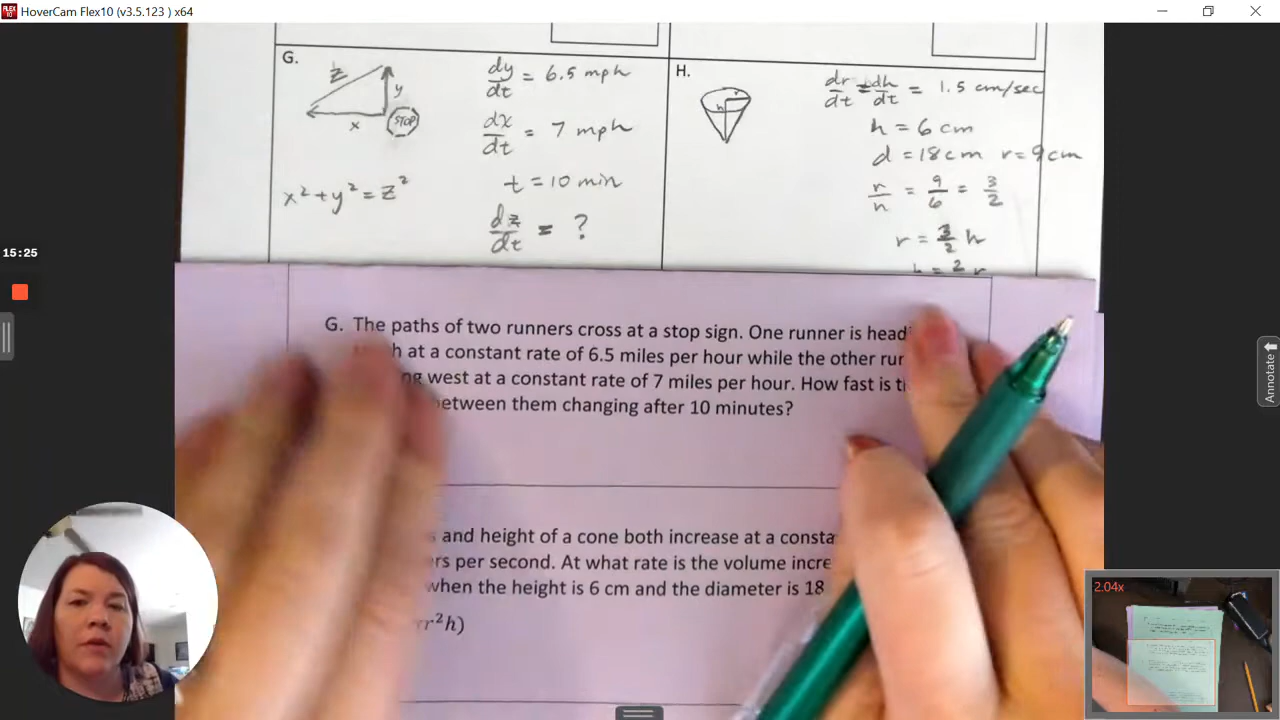 HoverCam Flex10 (v3.5.123 ) x64
G.
z
y
x
STOP
x² + y² = z²
dy/dt = 6.5 mph
dx/dt = 7 mph
t = 10 min
dz/dt = ?
H.
r
h
dr/dt = dh/dt = 1.5 cm/sec
h = 6 cm
d = 18 cm r = 9 cm
r/h = 9/6 = 3/2
r = 3/2 h
15:25
G. The paths of two runners cross at a stop sign. One runner is
at a constant rate of 6.5 miles per hour while the other
west at a constant rate of 7 miles per hour. How fast is
between them changing after 10 minutes?
and height of a cone both increase at a
per second. At what rate is the volume
when the height is 6 cm and the diameter is 18
r²h)
Annotate
2.04x